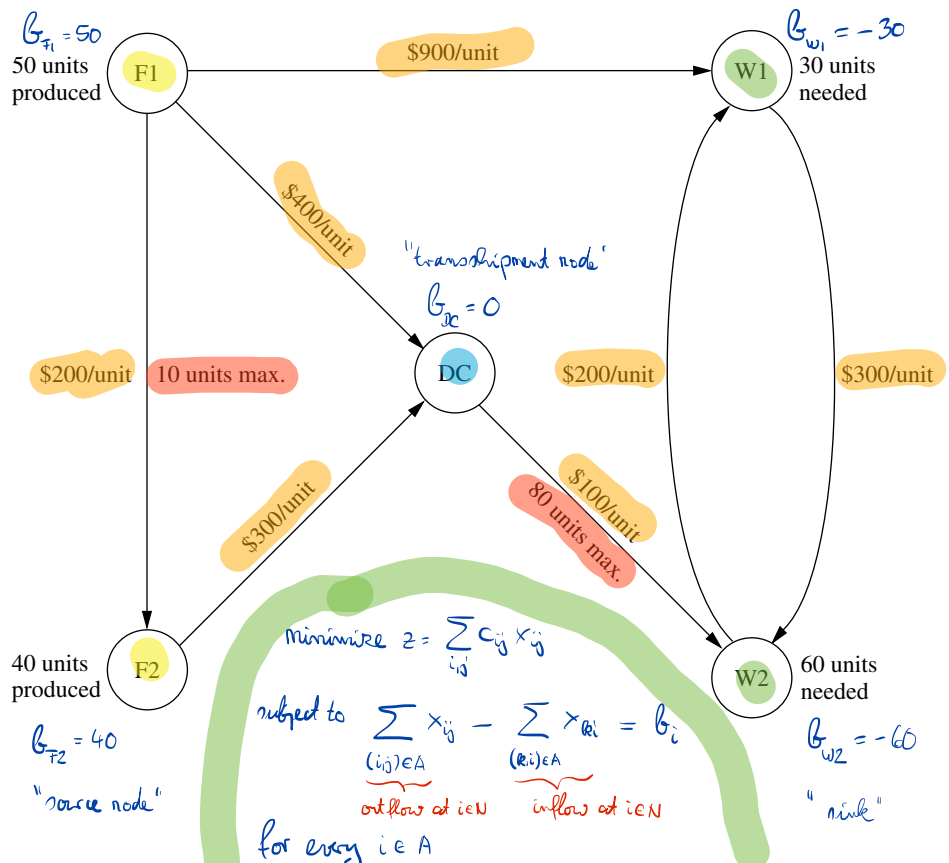 b_F1 = 50
50 units
produced
F1
$900/unit
b_W1 = -30
W1
30 units
needed
$400/unit
"transshipment node"
b_DC = 0
DC
$200/unit
10 units max.
$200/unit
$300/unit
$300/unit
$100/unit
80 units max.
40 units
produced
F2
W2
60 units
needed
b_F2 = 40
"source node"
b_W2 = -60
"sink"
minimize z = ∑_{i,j} c_ij x_ij
subject to ∑_{(i,j)∈A} x_ij - ∑_{(k,i)∈A} x_ki = b_i
outflow at i∈N inflow at i∈N
for every i ∈ A